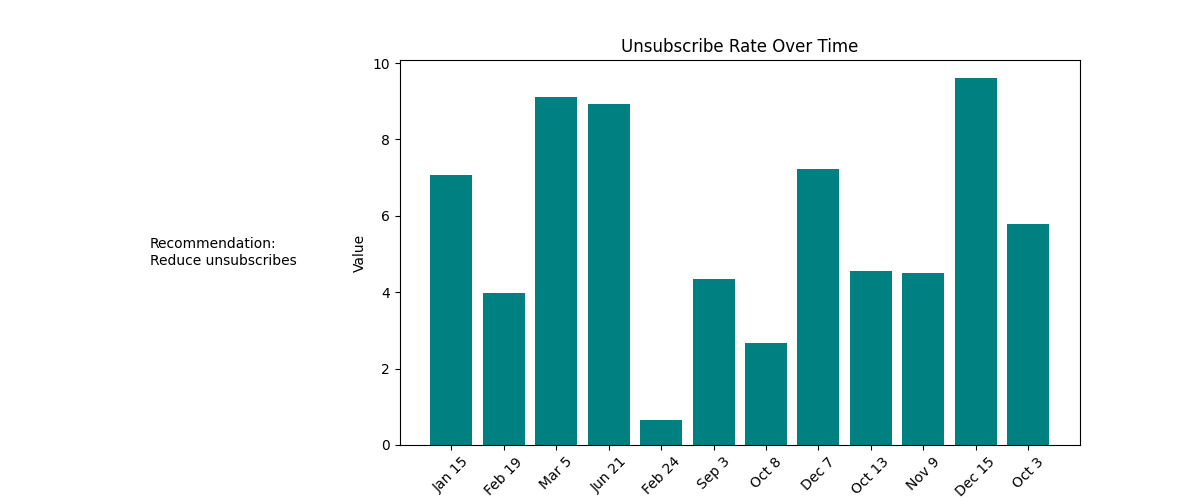 Unsubscribe Rate Over Time
Recommendation:
Reduce unsubscribes
Value
10
8
6
4
2
0
Jan 15
Feb 19
Mar 5
Jun 21
Feb 24
Sep 3
Oct 8
Dec 7
Oct 13
Nov 9
Dec 15
Oct 3